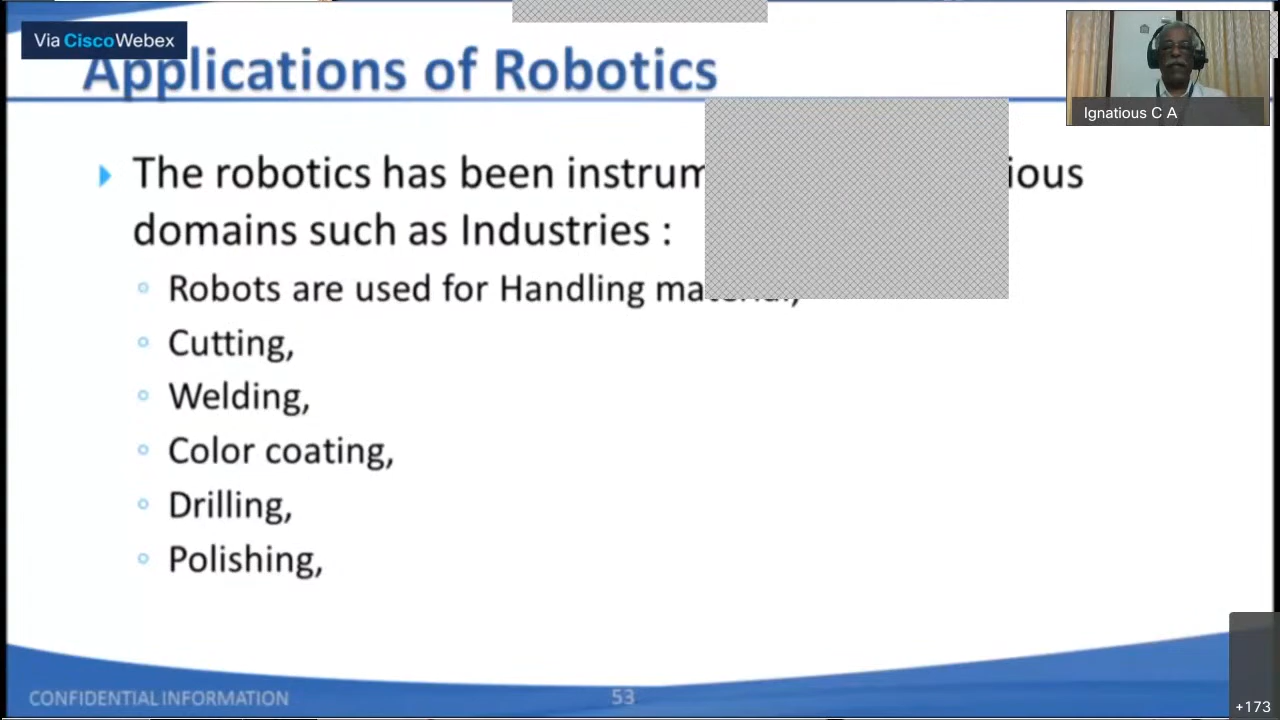 Via CiscoWebex
Applications of Robotics
Ignatious C A
The robotics has been
domains such as Industries :
Robots are used for Handling
Cutting,
Welding,
Color coating,
Drilling,
Polishing,
CONFIDENTIAL INFORMATION
53
+173